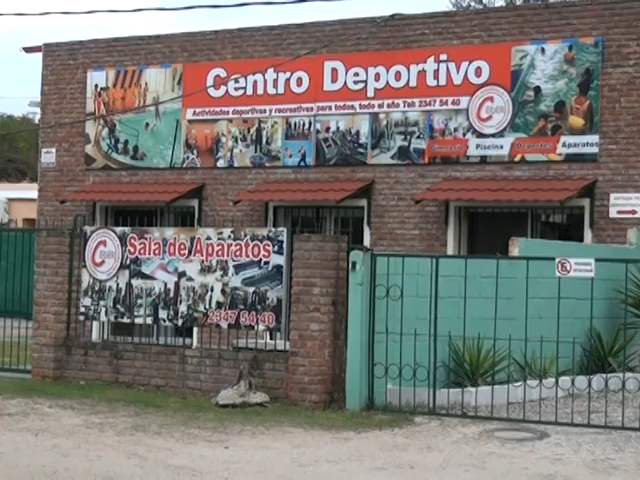 Centro Deportivo
Actividades deportivas y recreativas para todos, todo el año Tel: 2347 54 40
Gimnasia Piscina Deportes Aparatos
Sala de Aparatos
2347 54 40